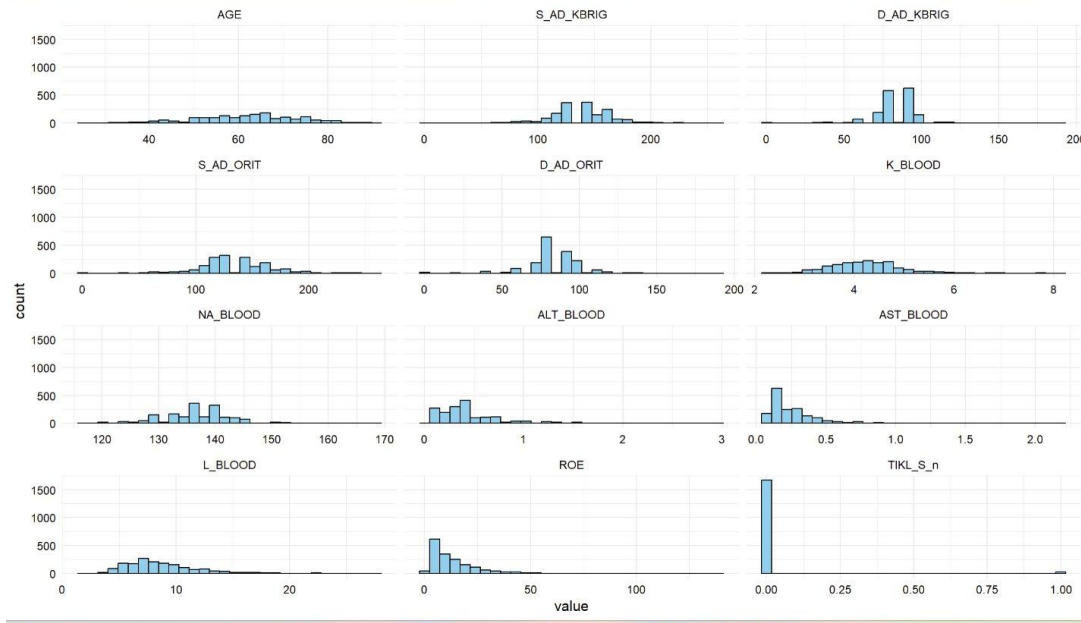 AGE S_AD_KBRIG D_AD_KBRIG
1500
1000
500
0
40 60 80 100 200 0 50 100 150 200
S_AD_ORIT D_AD_ORIT K_BLOOD
1500
1000
500
0
0 100 200 0 50 100 150 200 2 4 6 8
count
NA_BLOOD ALT_BLOOD AST_BLOOD
1500
1000
500
0
120 130 140 150 160 170 0 1 2 3 0.0 0.5 1.0 1.5 2.0
L_BLOOD ROE TIKL_S_n
1500
1000
500
0
0 10 20 0 50 100 0.00 0.25 0.50 0.75 1.00
value